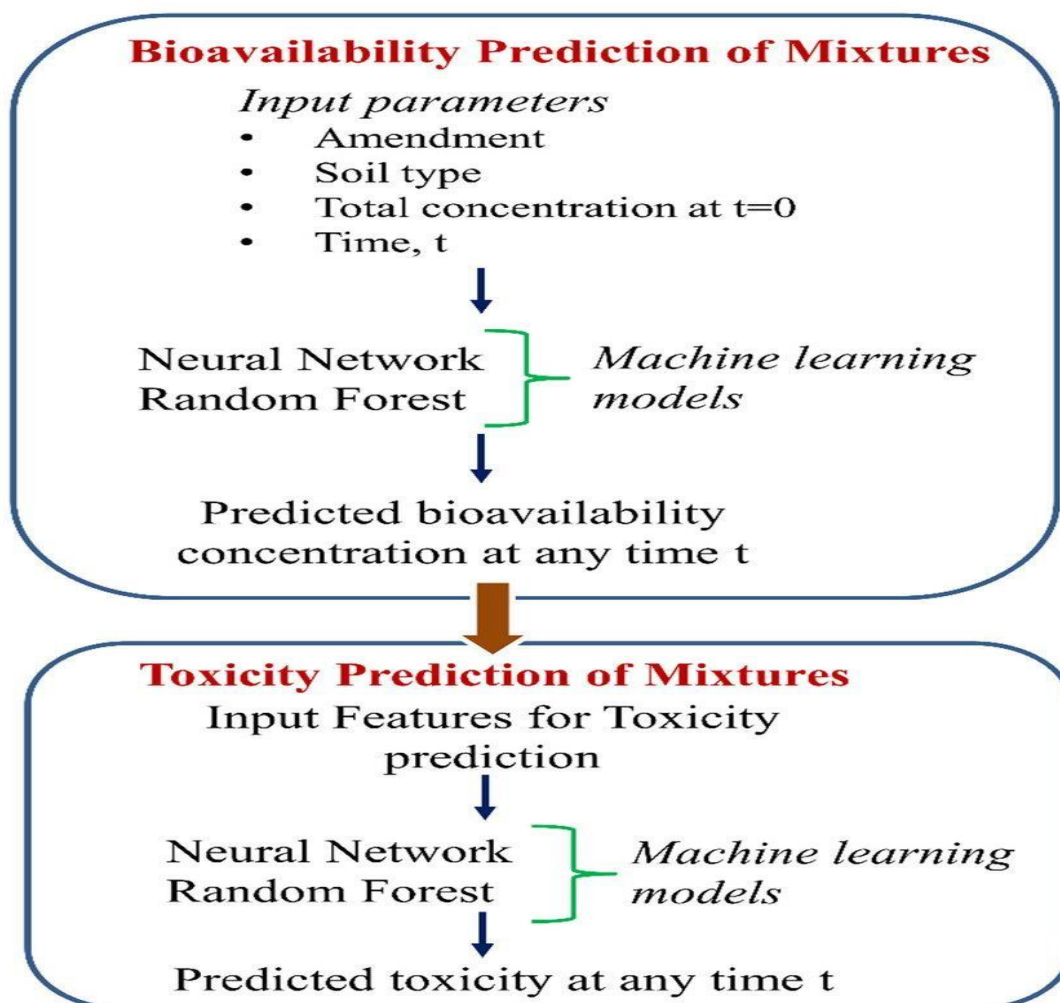 Bioavailability Prediction of Mixtures
Input parameters
• Amendment
• Soil type
• Total concentration at t=0
• Time, t
Neural Network
Random Forest
Machine learning
models
Predicted bioavailability
concentration at any time t
Toxicity Prediction of Mixtures
Input Features for Toxicity
prediction
Neural Network
Random Forest
Machine learning
models
Predicted toxicity at any time t